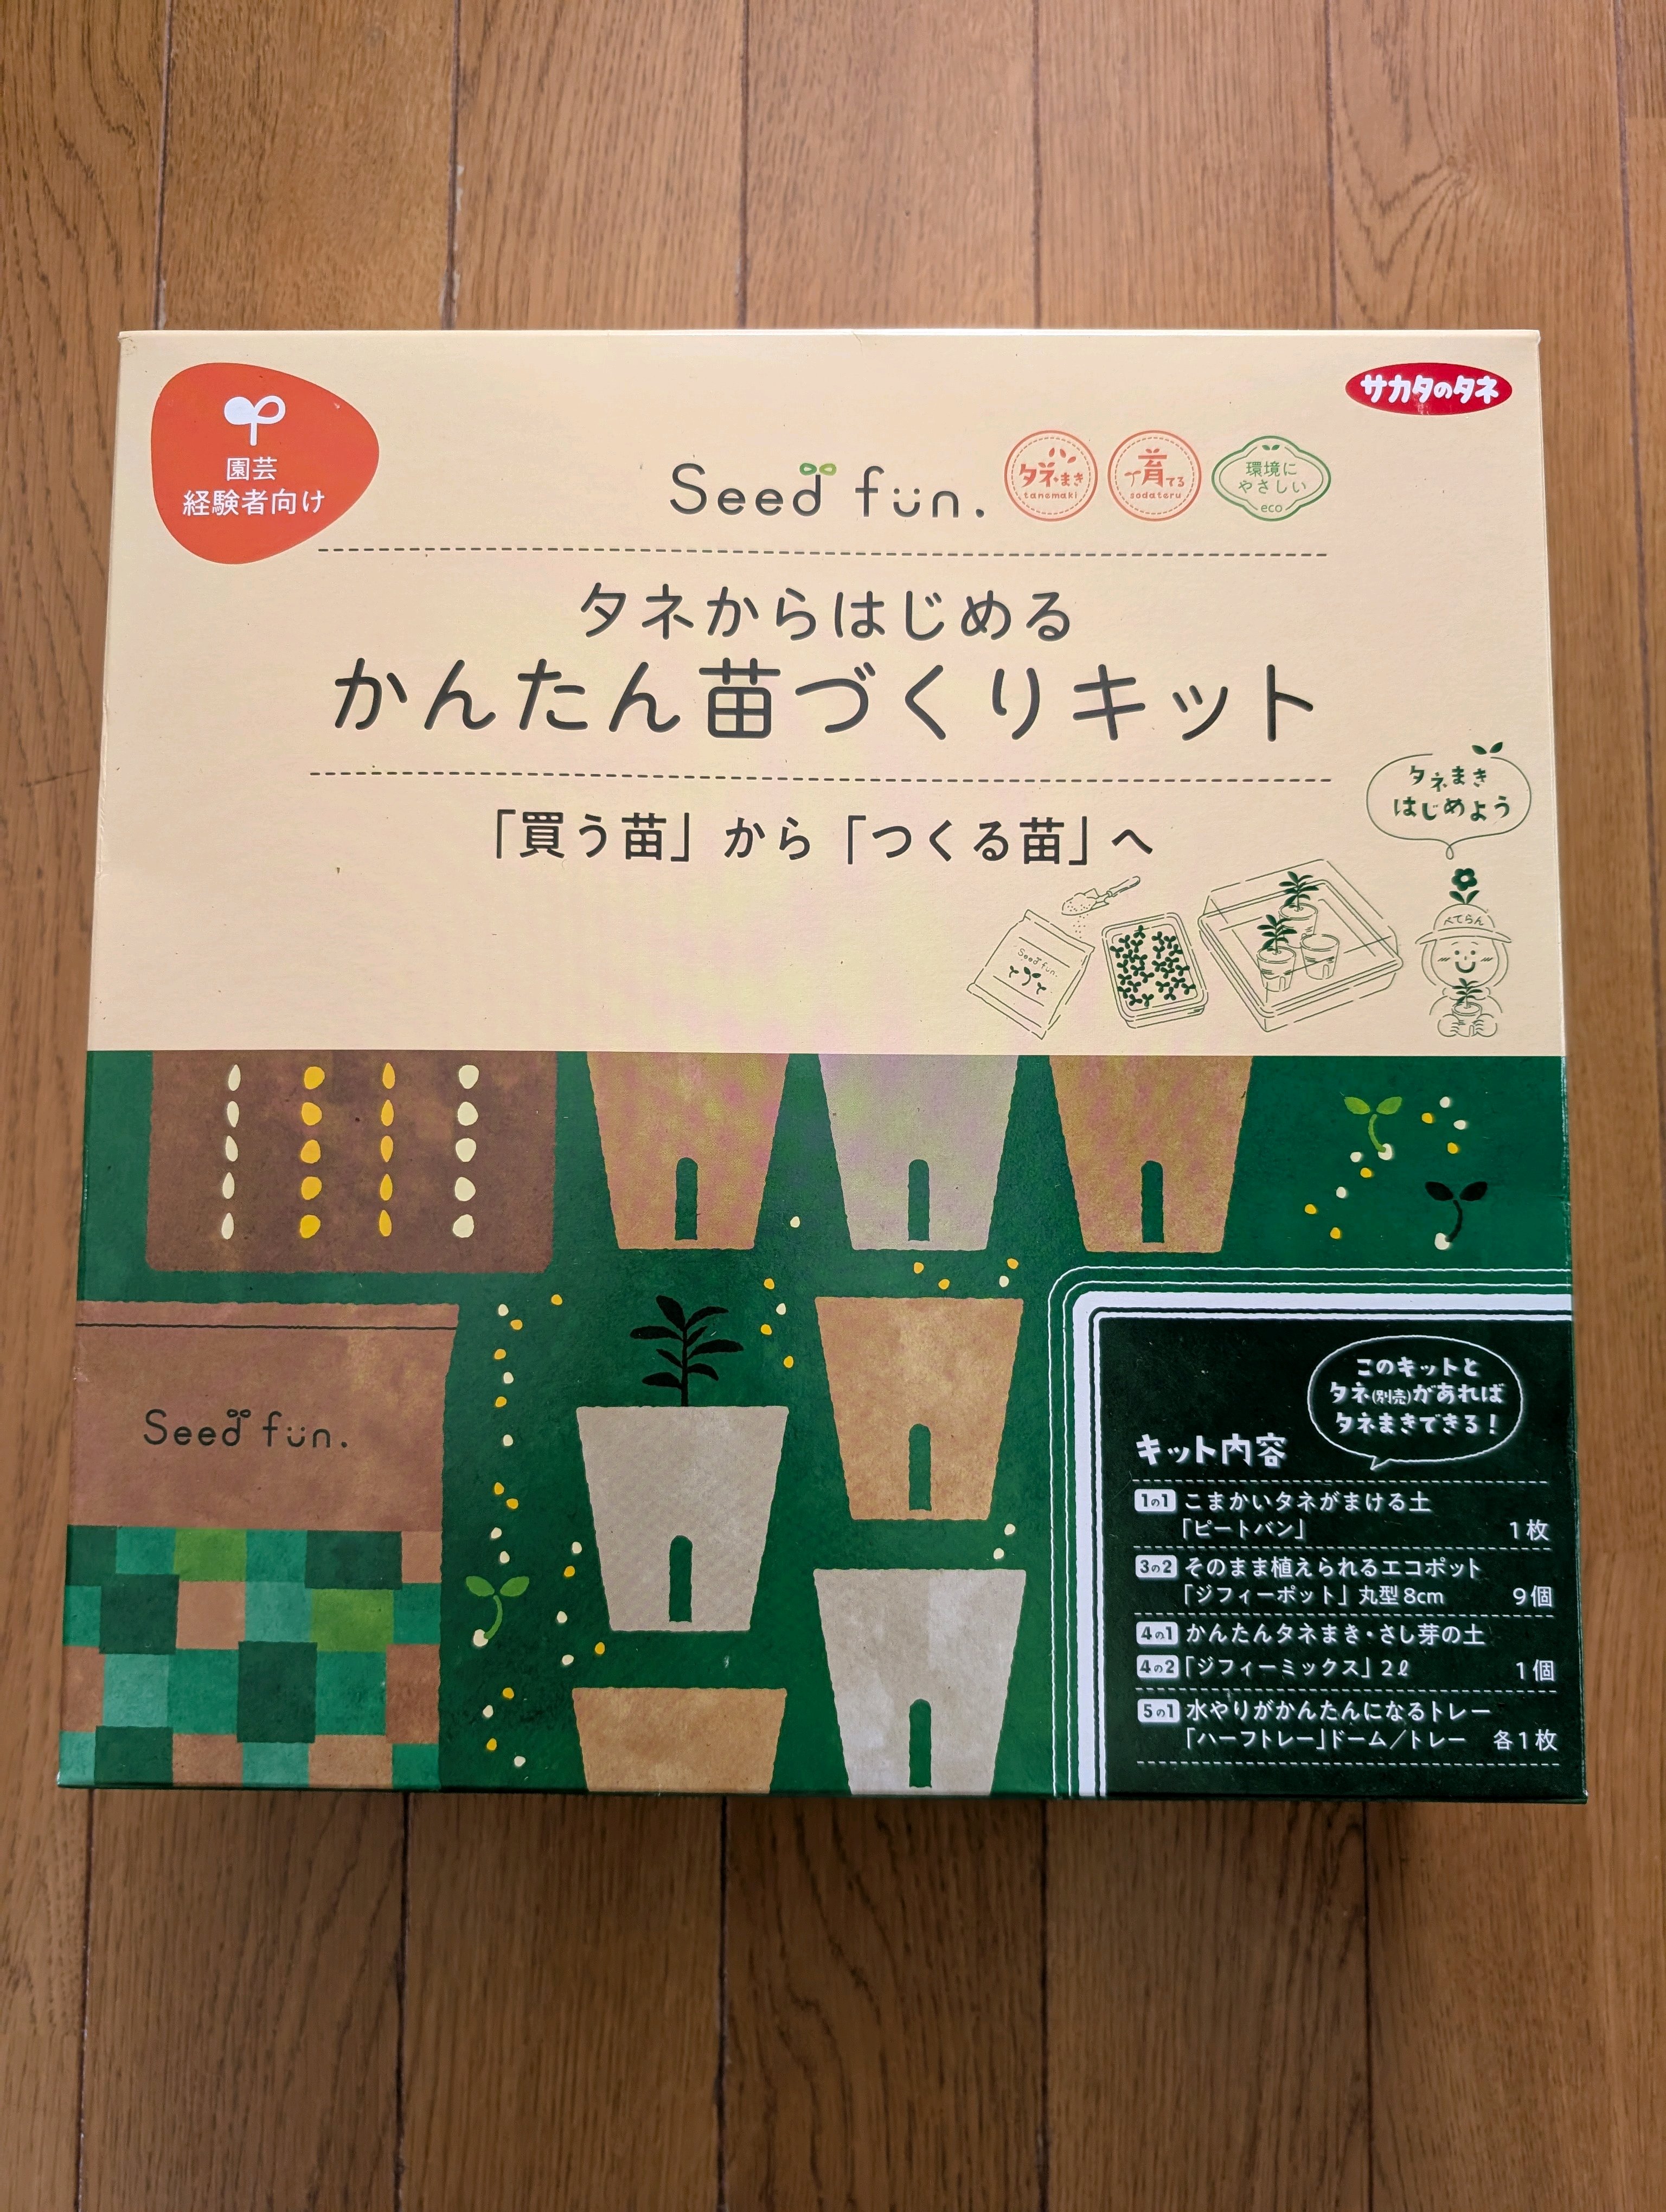 サカタのタネ
園芸
経験者向け
Seed fun.
タネまき
tanemaki
育てる
sodateru
環境に
やさしい
eco
タネからはじめる
かんたん苗づくりキット
「買う苗」から「つくる苗」へ
タネまき
はじめよう
べてらん
Seed fun.
Seed fun.
このキットと
タネ(別売)があれば
タネまきできる!
キット内容
1の1 こまかいタネがまける土
「ピートバン」 1枚
3の2 そのまま植えられるエコポット
「ジフィーポット」丸型8cm 9個
4の1 かんたんタネまき・さし芽の土
4の2 「ジフィーミックス」2ℓ 1個
5の1 水やりがかんたんになるトレー
「ハーフトレー」ドーム/トレー 各1枚